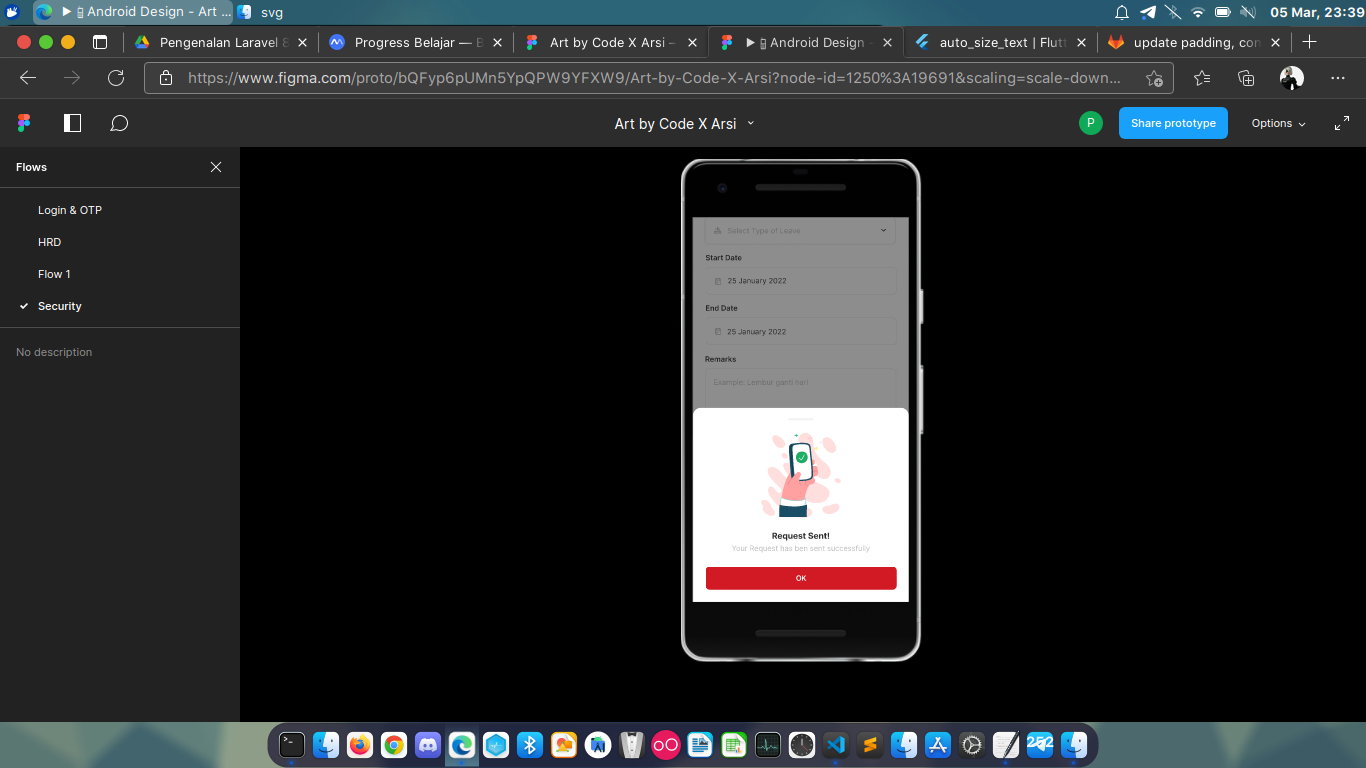 ▶ Android Design - Art ...
svg
05 Mar, 23:39
Pengenalan Laravel 8
Progress Belajar — B
Art by Code X Arsi –
▶ Android Design -
auto_size_text | Flutt
update padding, con
https://www.figma.com/proto/bQFyp6pUMn5YpQPW9YFXW9/Art-by-Code-X-Arsi?node-id=1250%3A19691&scaling=scale-down...
Art by Code X Arsi
P
Share prototype
Options
Flows
Login & OTP
HRD
Flow 1
Security
No description
Select Type of Leave
Start Date
25 January 2022
End Date
25 January 2022
Remarks
Example: Lembur ganti hari
Request Sent!
Your Request has ben sent successfully
OK
252